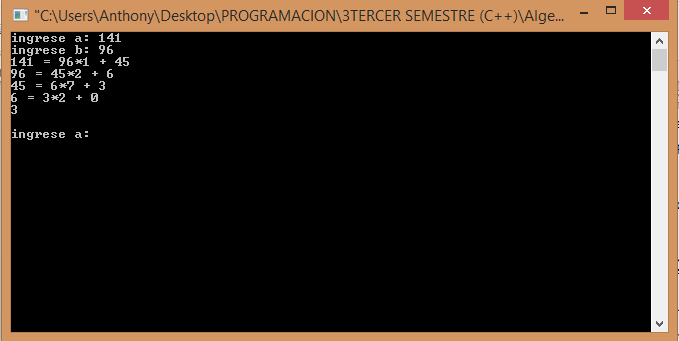 "C:\Users\Anthony\Desktop\PROGRAMACION\3TERCER SEMESTRE (C++)\Alge...
ingrese a: 141
ingrese b: 96
141 = 96*1 + 45
96 = 45*2 + 6
45 = 6*7 + 3
6 = 3*2 + 0
3
ingrese a: